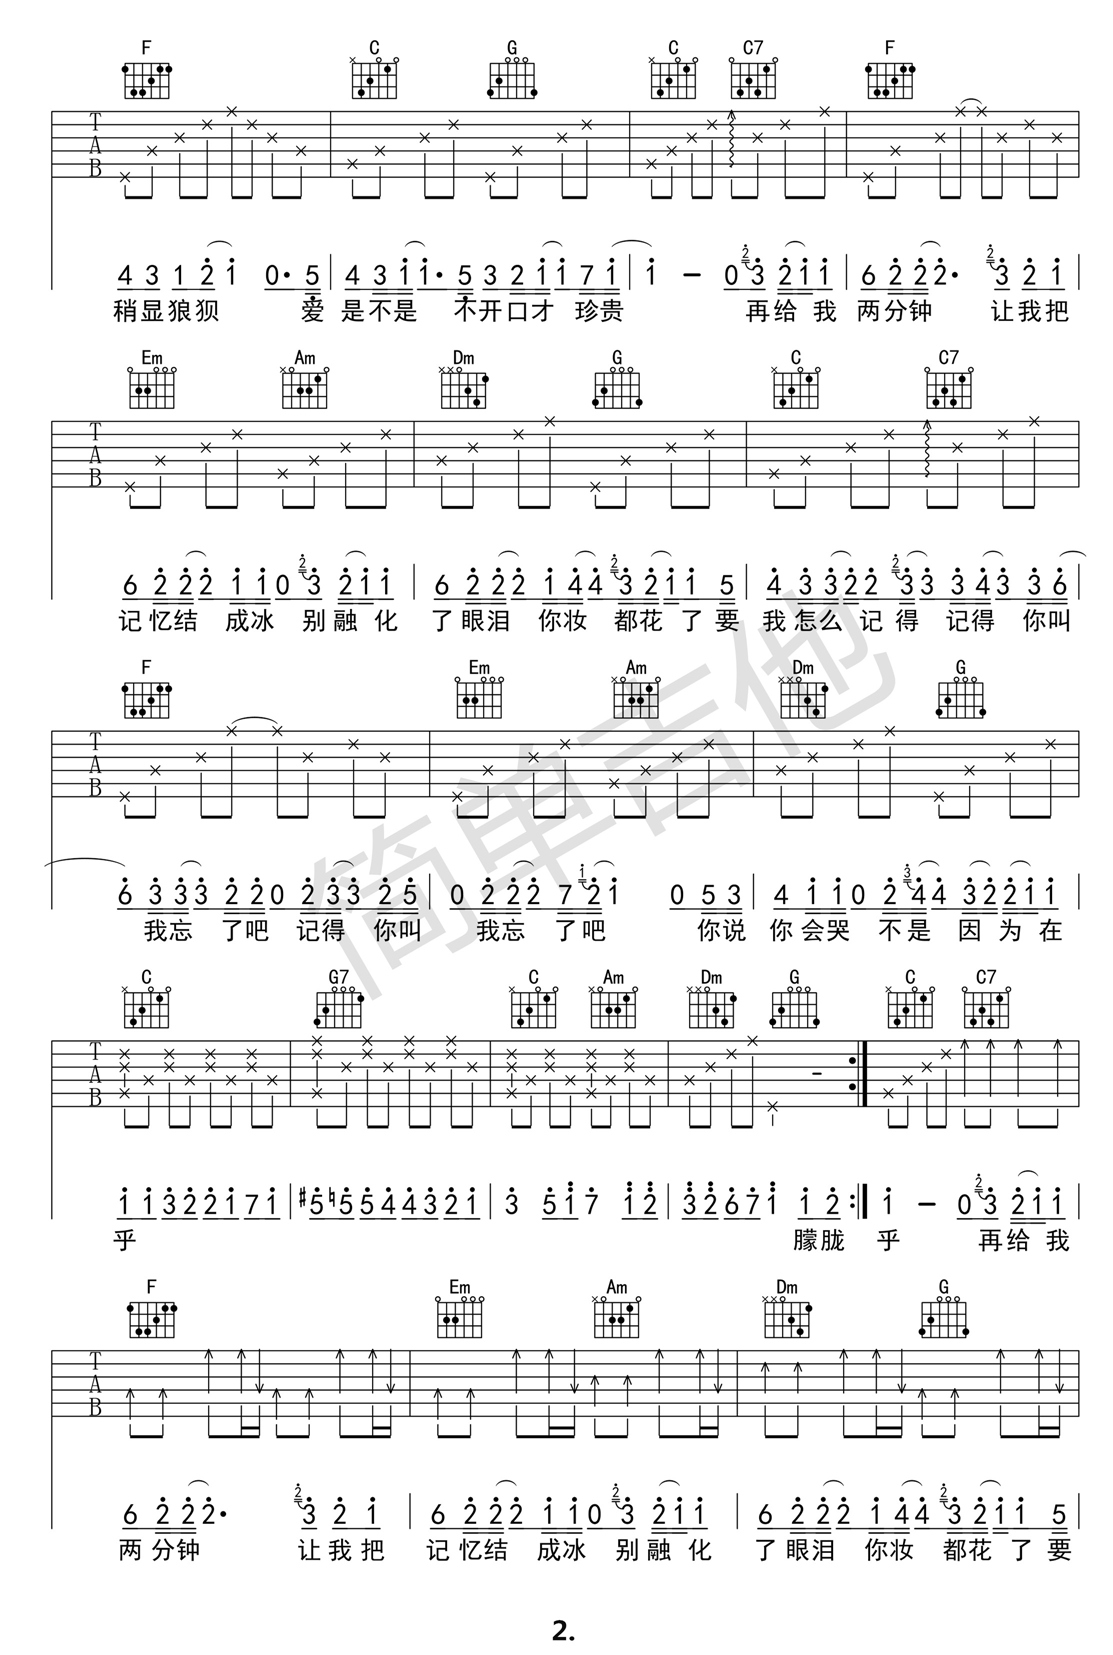 F C G C C7 F
T A B
4 3 1 2 1 0· 5 4 3 1 1· 5 3 2 1 1 7 1 1 – 0 2 3 2 1 1 6 2 2 2· 2 3 2 1
稍显狼狈 爱 是不是 不开口才 珍贵 再给 我 两分钟 让我把
Em Am Dm G C C7
T A B
6 2 2 2 1 1 0 2 3 2 1 1 6 2 2 2 1 4 4 2 3 2 1 1 5 4 3 3 2 2 2 3 3 3 4 3 3 6
记忆结 成冰 别融 化 了眼泪 你妆 都花 了要 我怎么 记得 记得 你叫
F Em Am Dm G
T A B
6 3 3 3 2 2 0 2 3 3 2 5 0 2 2 2 7 1 2 1 0 5 3 4 1 1 0 2 3 4 4 3 2 2 1 1
我忘 了吧 记得 你叫 我忘 了吧 你说 你会哭 不是 因 为在
C G7 C Am Dm G C C7
T A B
1 1 3 2 2 1 7 1 #5 ♮5 5 4 4 3 2 1 3 5 1 7 1 2 3 2 6 7 1 1 2 1 – 0 2 3 2 1 1
乎 朦胧 乎 再给 我
F Em Am Dm G
T A B
6 2 2 2· 2 3 2 1 6 2 2 2 1 1 0 2 3 2 1 1 6 2 2 2 1 4 4 2 3 2 1 1 5
两分钟 让我把 记忆结 成冰 别融 化 了眼泪 你妆 都花 了要
2.
简单吉他